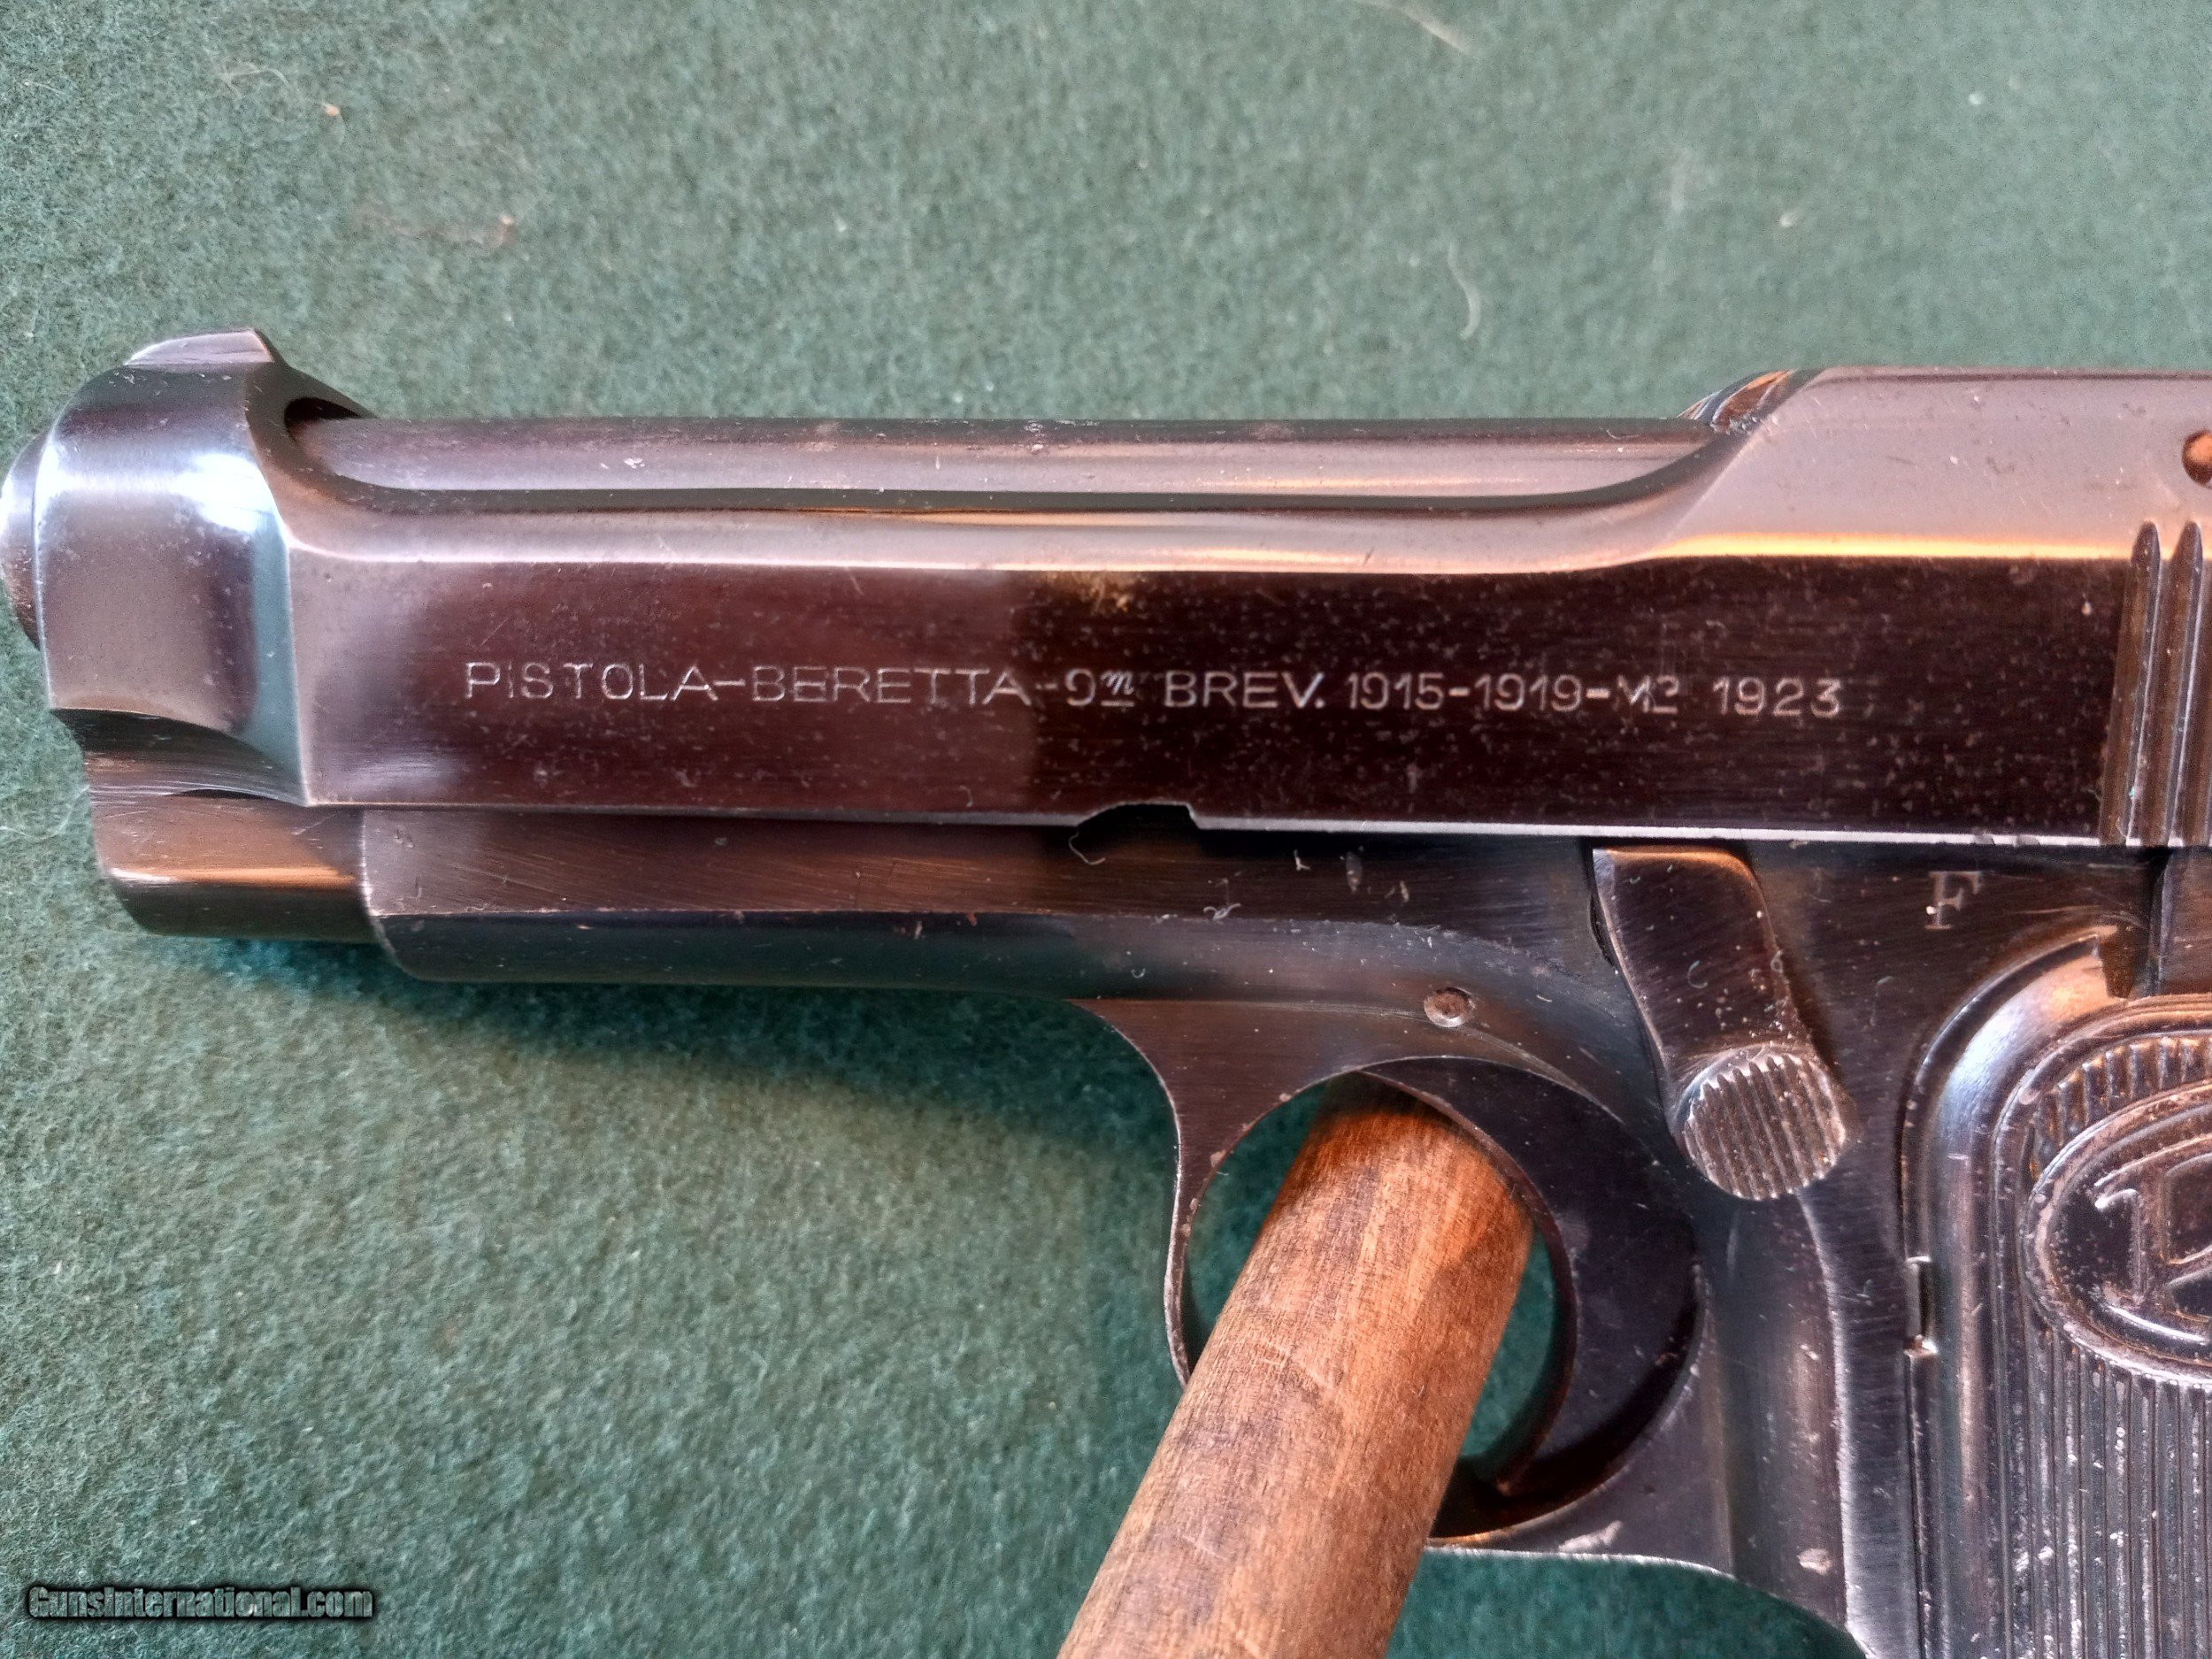 PISTOLA-BERETTA-9m BREV. 1915-1919-Mo 1923
F
GunsInternational.com